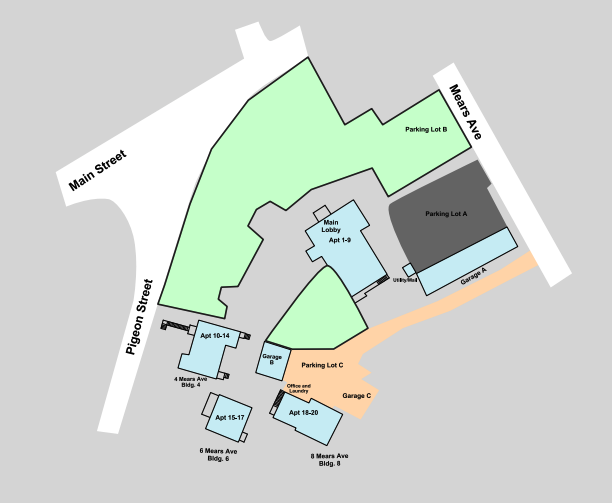 Mears Ave
Parking Lot B
Main Street
Parking Lot A
Main
Lobby
Apt 1-9
Utility/Mail
Garage A
Pigeon Street
Apt 10-14
Garage
B
Parking Lot C
4 Mears Ave
Bldg. 4
Office and
Laundry
Garage C
Apt 15-17
Apt 18-20
6 Mears Ave
Bldg. 6
8 Mears Ave
Bldg. 8